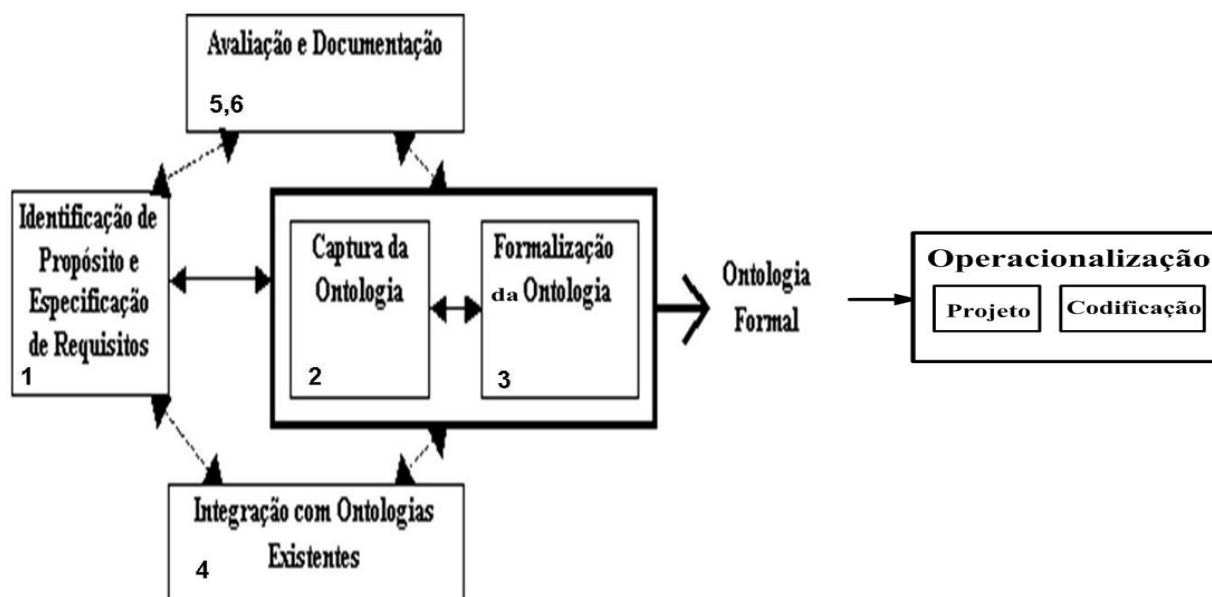 Avaliação e Documentação
5,6
Identificação de
Propósito e
Especificação
de Requisitos
1
Captura da
Ontologia
2
Formalização
da Ontologia
3
Ontologia
Formal
Operacionalização
Projeto
Codificação
Integração com Ontologias
Existentes
4